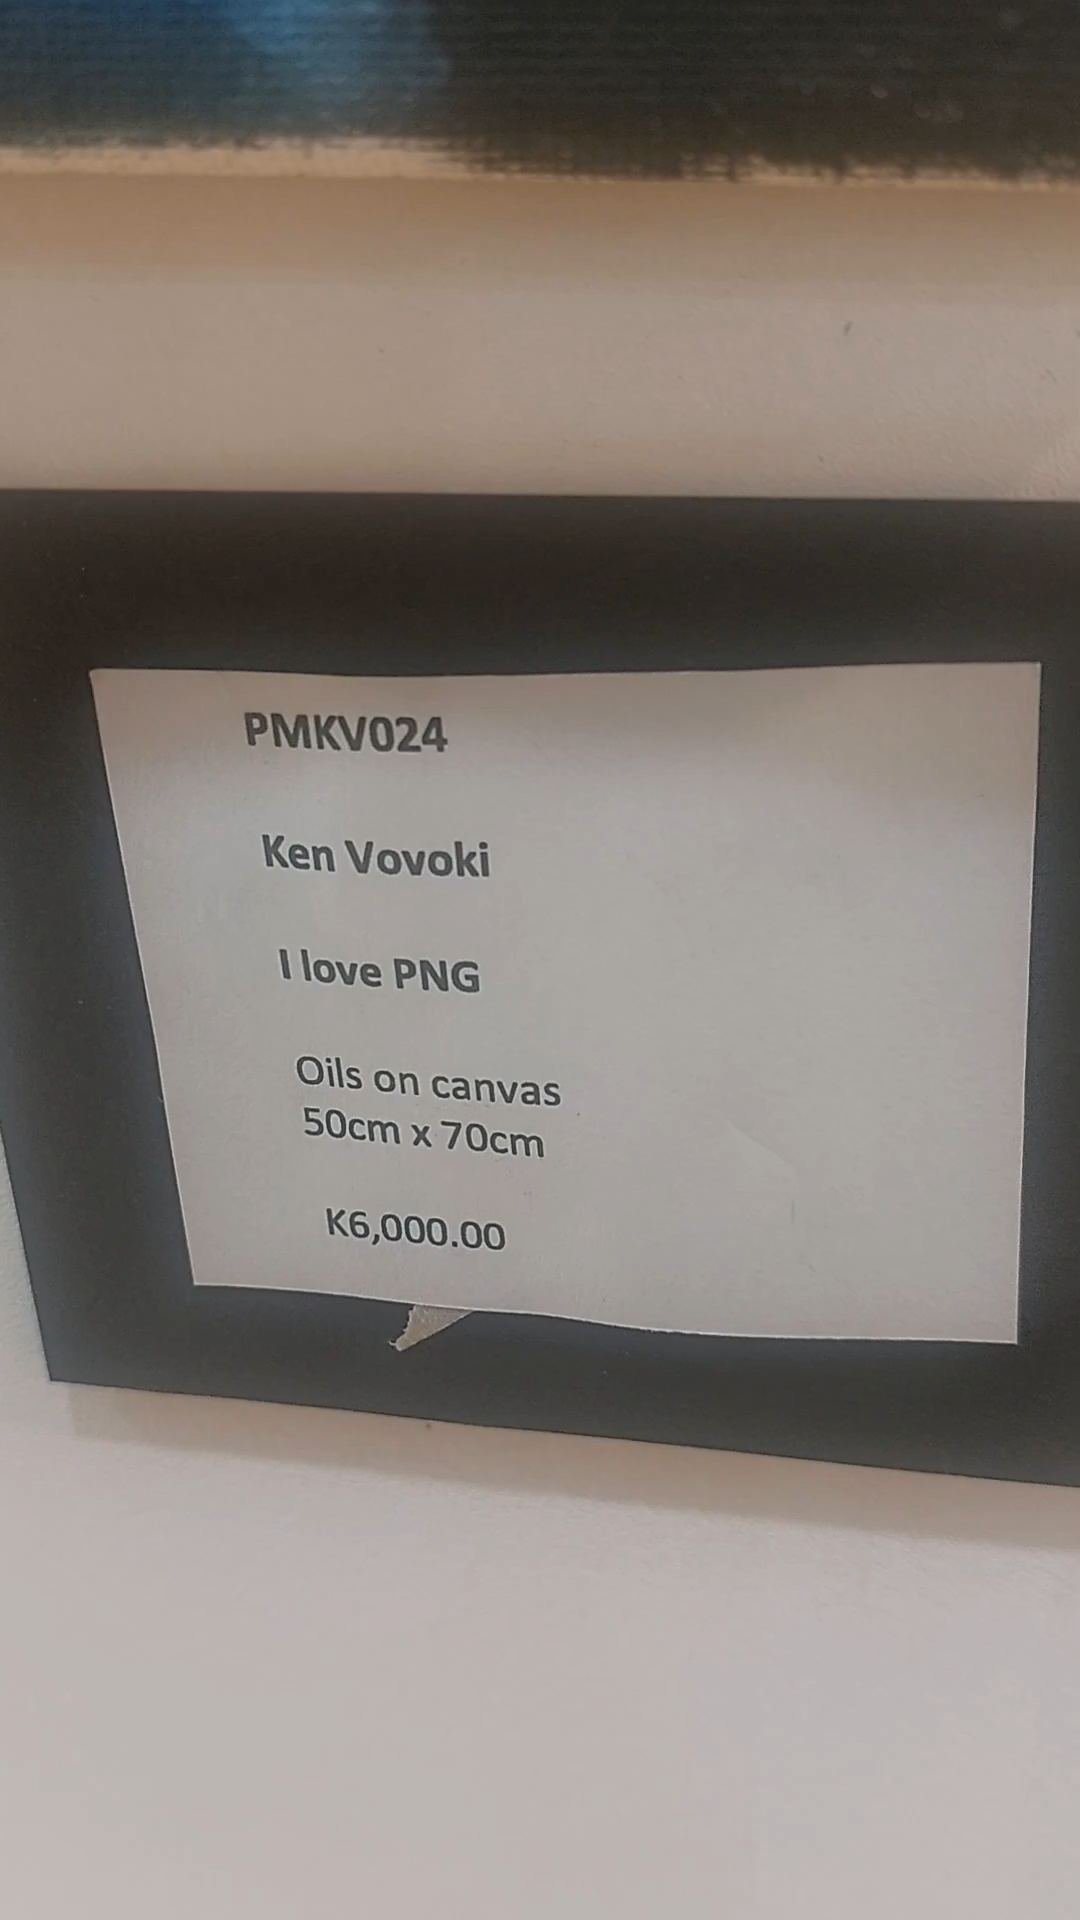 PMKV024
Ken Vovoki
I love PNG
Oils on canvas
50cm x 70cm
K6,000.00